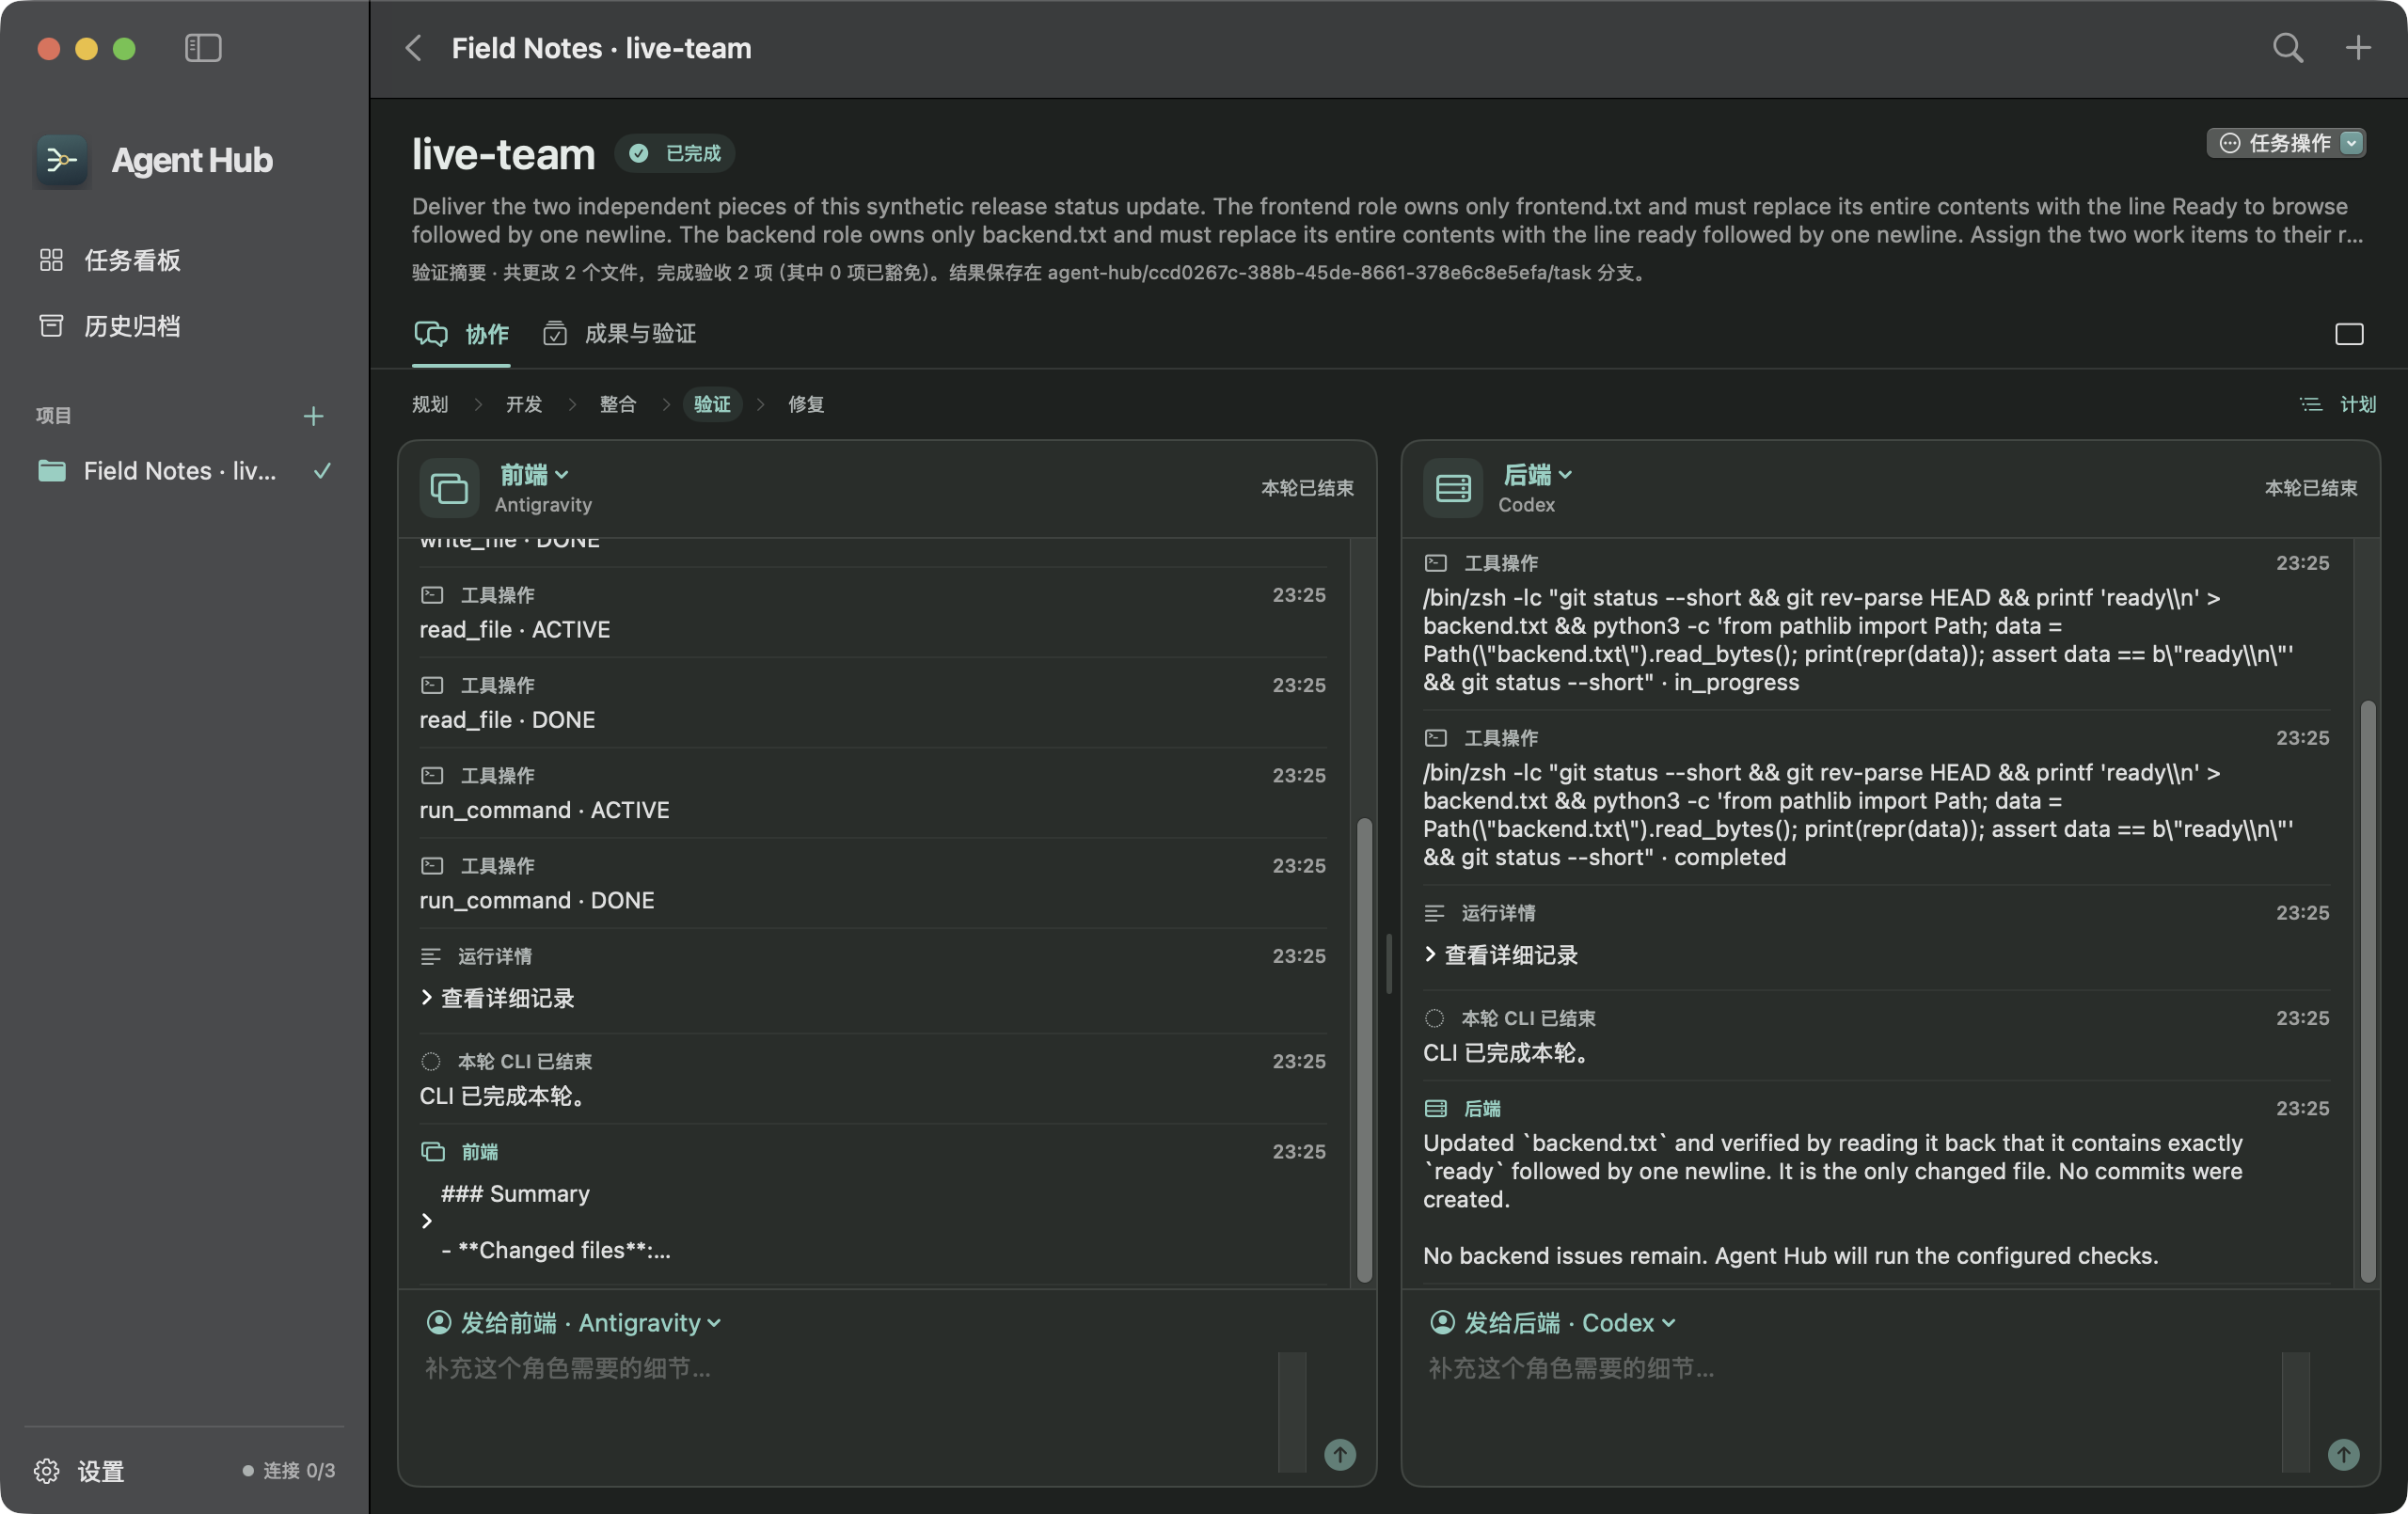 Field Notes · live-team
Agent Hub
任务看板
历史归档
项目
Field Notes · liv...
设置
连接 0/3
live-team
已完成
任务操作
Deliver the two independent pieces of this synthetic release status update. The frontend role owns only frontend.txt and must replace its entire contents with the line Ready to browse
followed by one newline. The backend role owns only backend.txt and must replace its entire contents with the line ready followed by one newline. Assign the two work items to their r...
验证摘要 · 共更改 2 个文件，完成验收 2 项 (其中 0 项已豁免)。结果保存在 agent-hub/ccd0267c-388b-45de-8661-378e6c8e5efa/task 分支。
协作
成果与验证
规划
开发
整合
验证
修复
计划
前端
Antigravity
本轮已结束
write_file · DONE
工具操作 23:25
read_file · ACTIVE
工具操作 23:25
read_file · DONE
工具操作 23:25
run_command · ACTIVE
工具操作 23:25
run_command · DONE
运行详情 23:25
查看详细记录
本轮 CLI 已结束 23:25
CLI 已完成本轮。
前端 23:25
### Summary
- **Changed files**:...
发给前端 · Antigravity
补充这个角色需要的细节...
后端
Codex
本轮已结束
工具操作 23:25
/bin/zsh -lc "git status --short && git rev-parse HEAD && printf 'ready\\n' >
backend.txt && python3 -c 'from pathlib import Path; data =
Path(\"backend.txt\").read_bytes(); print(repr(data)); assert data == b\"ready\\n\"'
&& git status --short" · in_progress
工具操作 23:25
/bin/zsh -lc "git status --short && git rev-parse HEAD && printf 'ready\\n' >
backend.txt && python3 -c 'from pathlib import Path; data =
Path(\"backend.txt\").read_bytes(); print(repr(data)); assert data == b\"ready\\n\"'
&& git status --short" · completed
运行详情 23:25
查看详细记录
本轮 CLI 已结束 23:25
CLI 已完成本轮。
后端 23:25
Updated `backend.txt` and verified by reading it back that it contains exactly
`ready` followed by one newline. It is the only changed file. No commits were
created.
No backend issues remain. Agent Hub will run the configured checks.
发给后端 · Codex
补充这个角色需要的细节...